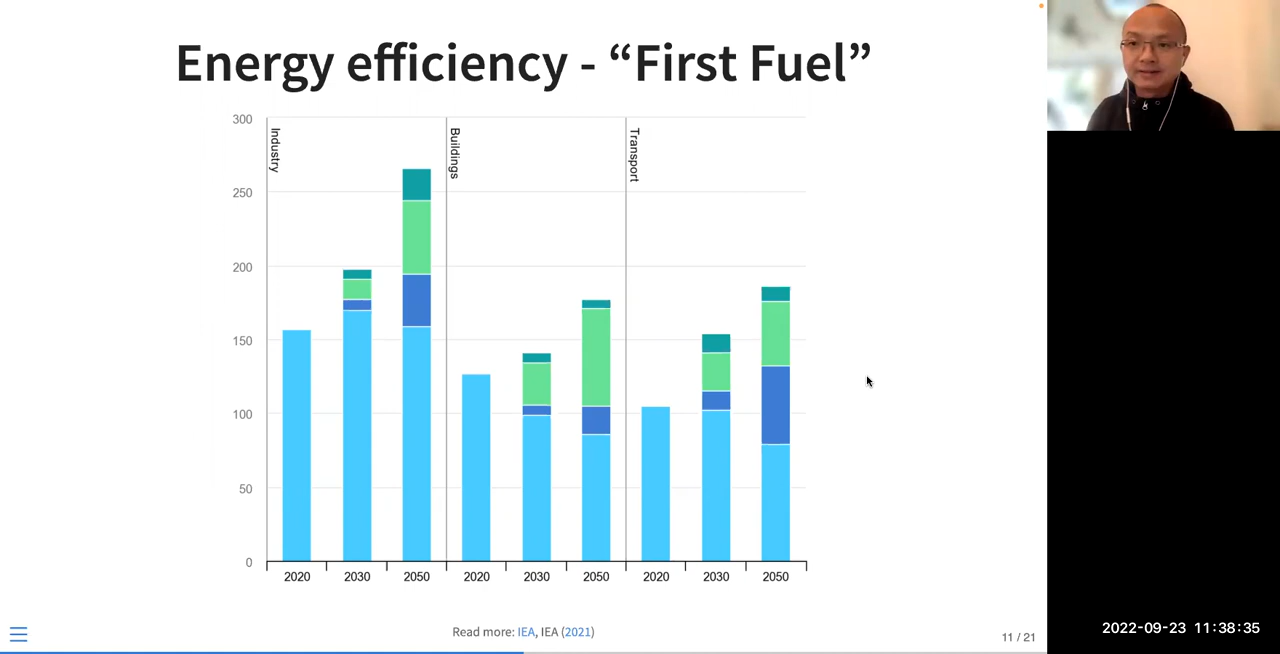 Energy efficiency - “First Fuel”
300
250
200
150
100
50
0
Industry
Buildings
Transport
2020
2030
2050
2020
2030
2050
2020
2030
2050
Read more: IEA, IEA (2021)
11 / 21
2022-09-23 11:38:35